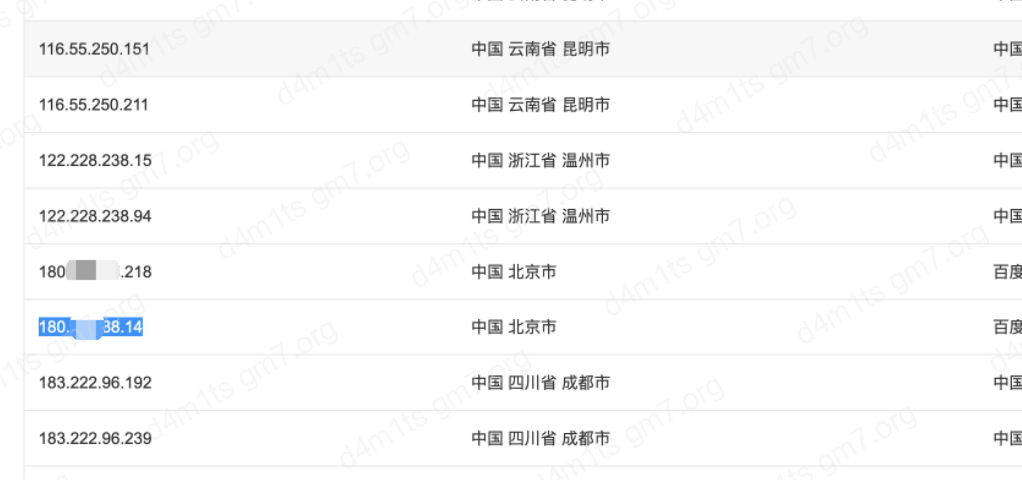 116.55.250.151 中国 云南省 昆明市 中国
116.55.250.211 中国 云南省 昆明市 中国
122.228.238.15 中国 浙江省 温州市 中国
122.228.238.94 中国 浙江省 温州市 中国
180 .218 中国 北京市 百度
180. 38.14 中国 北京市 百度
183.222.96.192 中国 四川省 成都市 中国
183.222.96.239 中国 四川省 成都市 中国
d4m1ts gm7.org